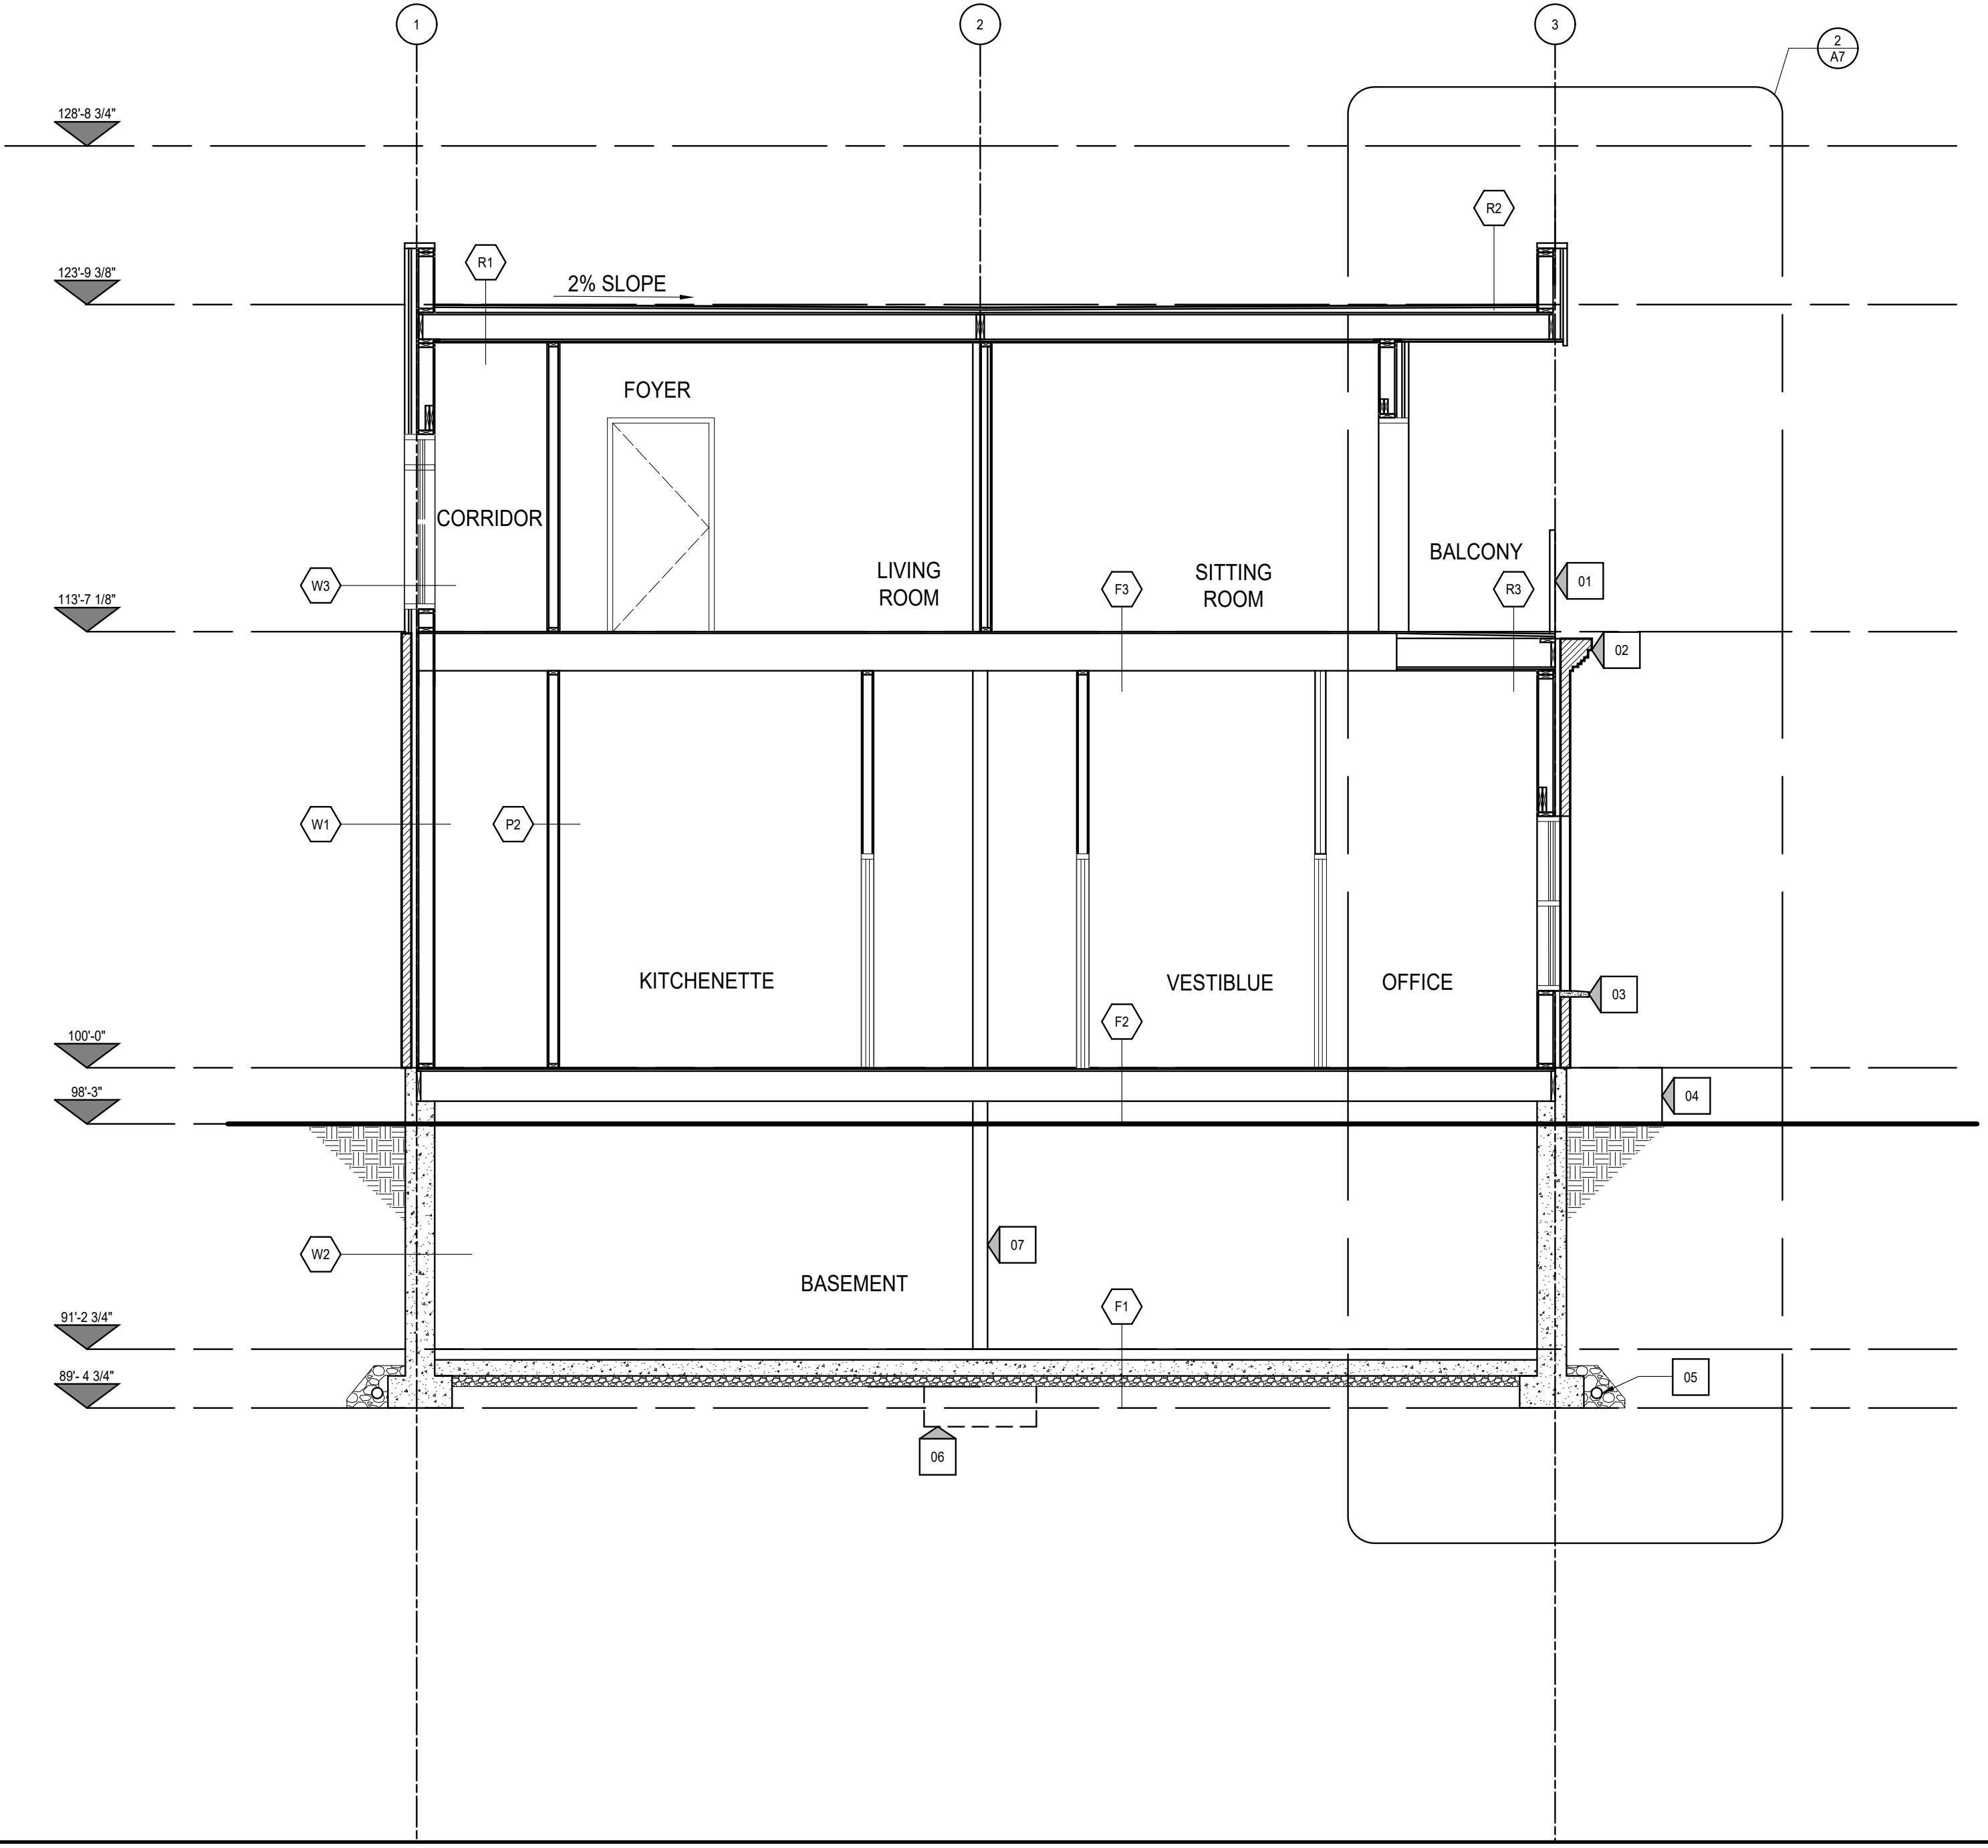 1
2
3
2
A7
128'-8 3/4"
R2
R1
123'-9 3/8"
2% SLOPE
FOYER
CORRIDOR
BALCONY
LIVING
ROOM
SITTING
ROOM
W3
F3
R3
01
113'-7 1/8"
02
W1
P2
KITCHENETTE
VESTIBLUE
OFFICE
03
F2
100'-0"
98'-3"
04
W2
07
BASEMENT
F1
91'-2 3/4"
89'- 4 3/4"
05
06